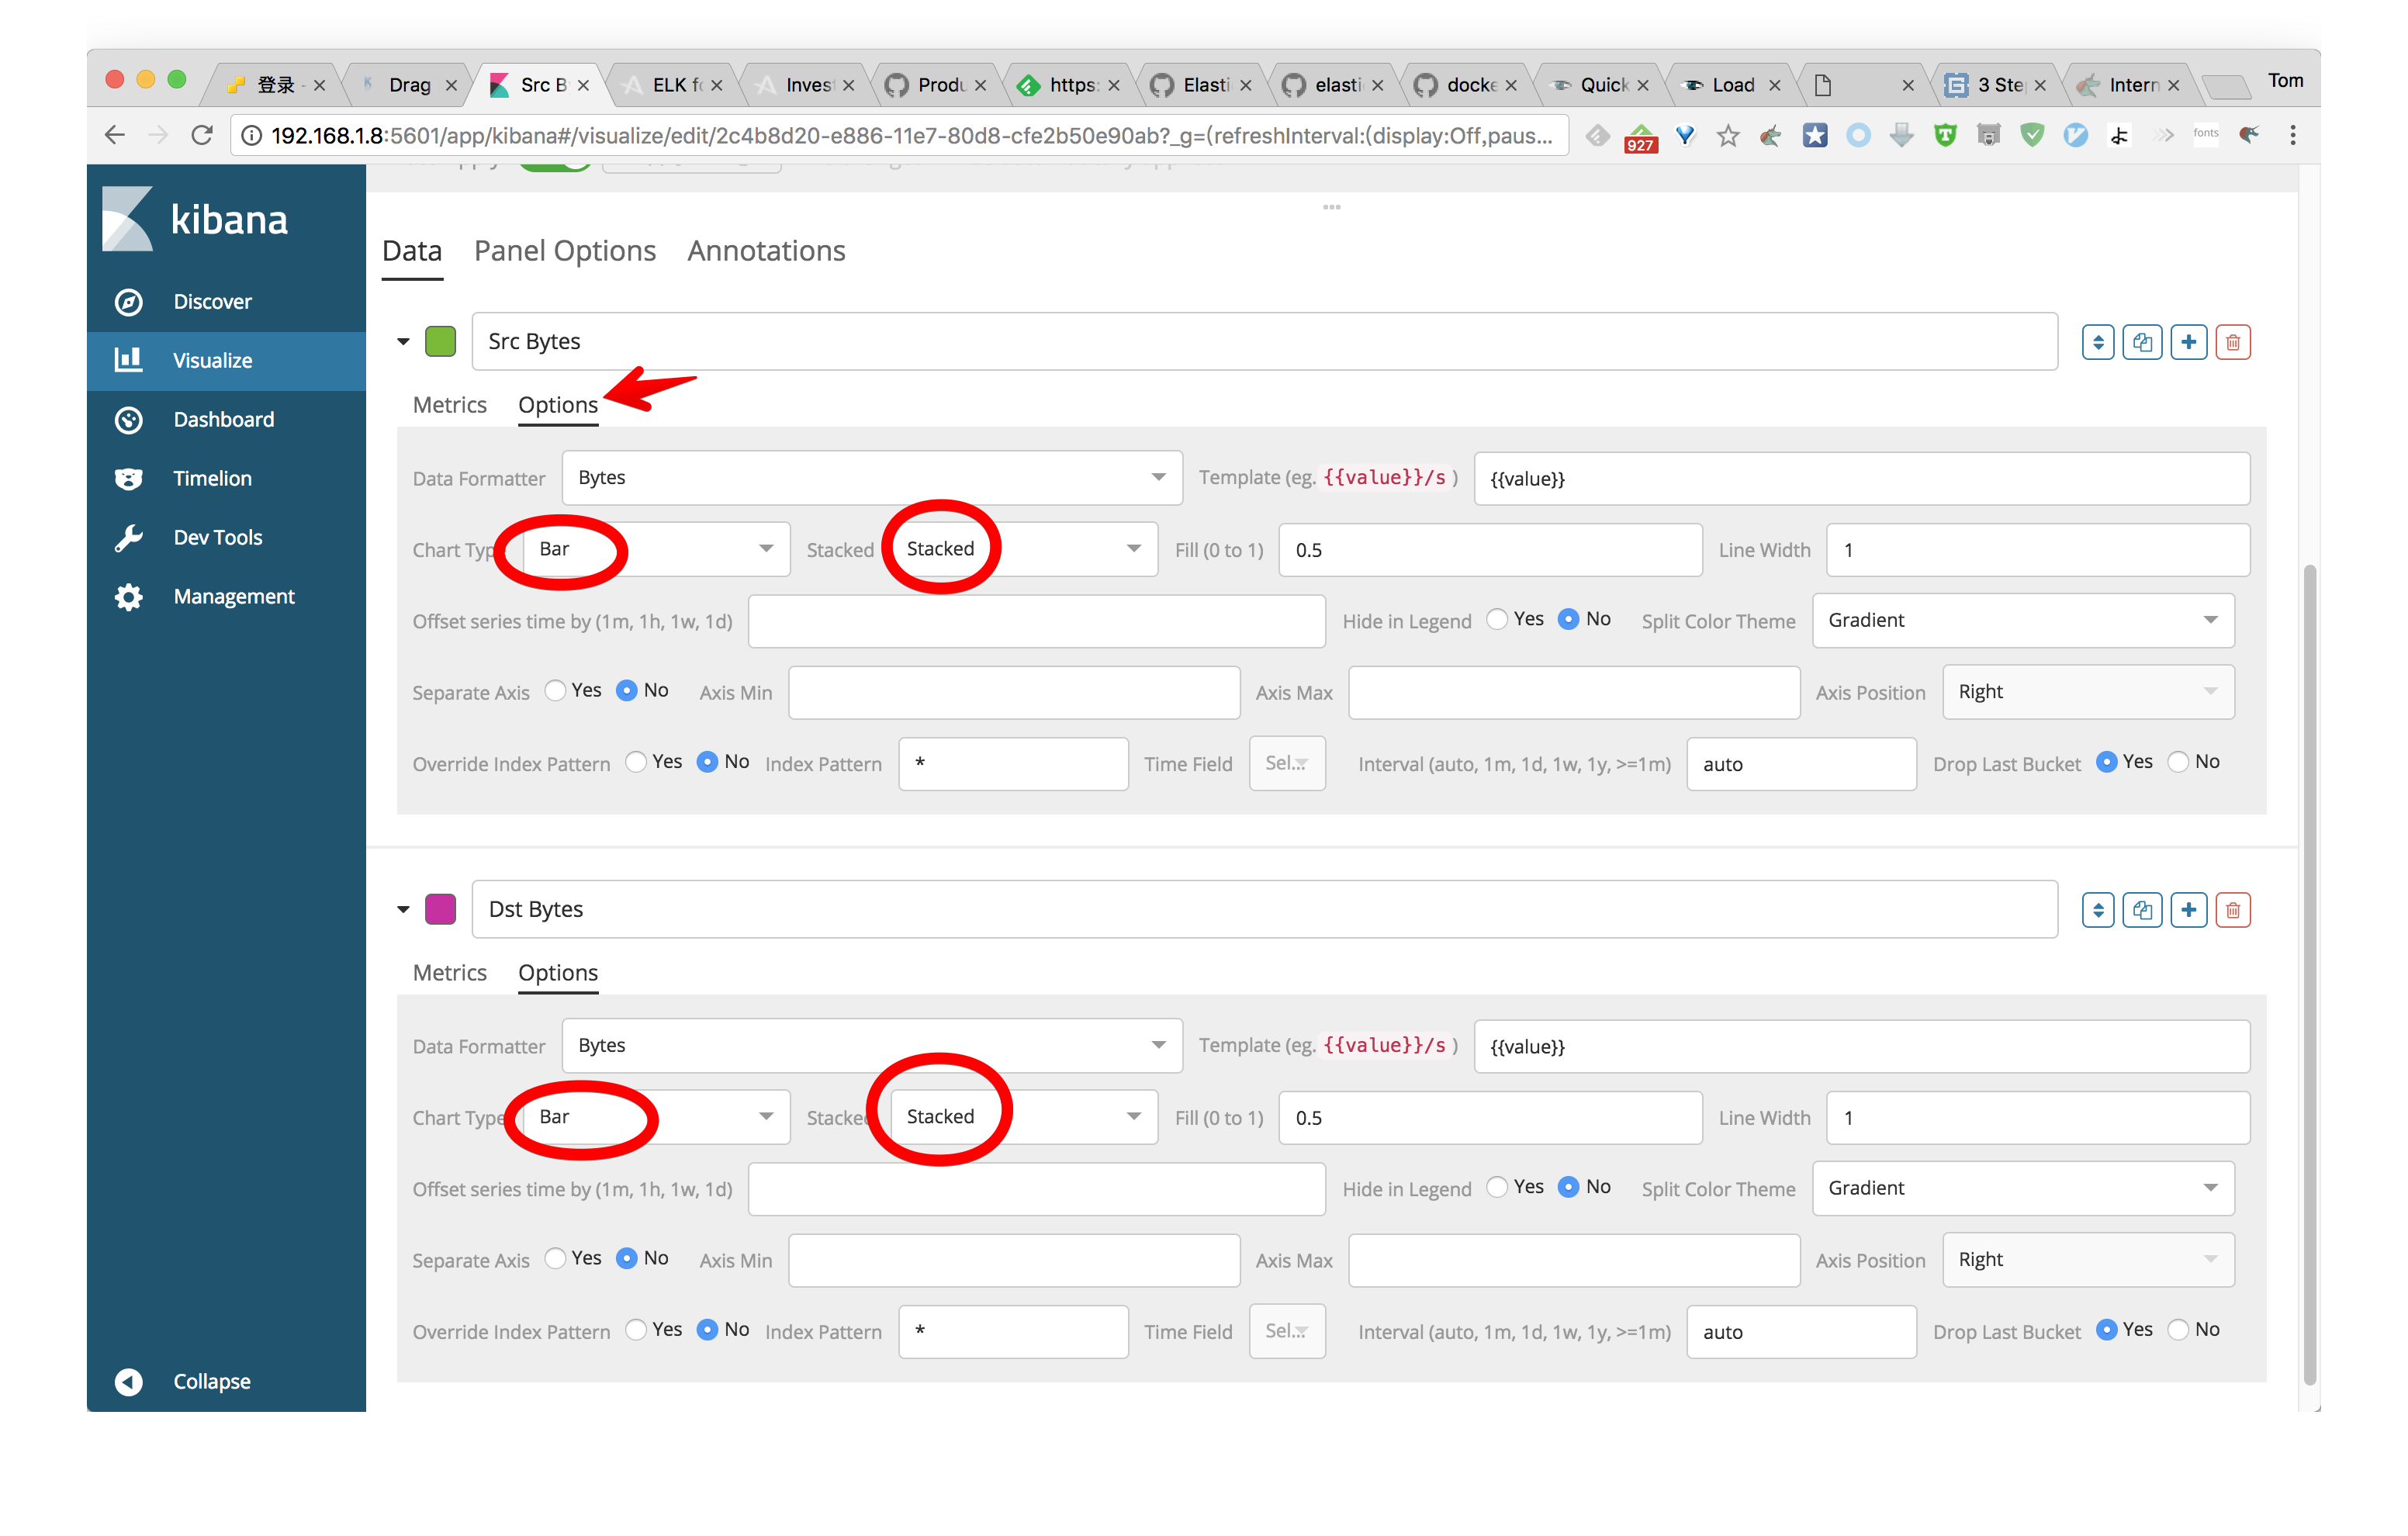 登录 - Drag Src B ELK fo Inves Produ https: Elasti elasti docke Quick Load 3 Ste Intern Tom
192.168.1.8:5601/app/kibana#/visualize/edit/2c4b8d20-e886-11e7-80d8-cfe2b50e90ab?_g=(refreshInterval:(display:Off,paus... 927 fonts
kibana
Discover
Visualize
Dashboard
Timelion
Dev Tools
Management
Collapse
Data Panel Options Annotations
Src Bytes
Metrics Options
Data Formatter Bytes Template (eg. {{value}}/s ) {{value}}
Chart Typ Bar Stacked Stacked Fill (0 to 1) 0.5 Line Width 1
Offset series time by (1m, 1h, 1w, 1d) Hide in Legend Yes No Split Color Theme Gradient
Separate Axis Yes No Axis Min Axis Max Axis Position Right
Override Index Pattern Yes No Index Pattern * Time Field Sel... Interval (auto, 1m, 1d, 1w, 1y, >=1m) auto Drop Last Bucket Yes No
Dst Bytes
Metrics Options
Data Formatter Bytes Template (eg. {{value}}/s ) {{value}}
Chart Type Bar Stacked Stacked Fill (0 to 1) 0.5 Line Width 1
Offset series time by (1m, 1h, 1w, 1d) Hide in Legend Yes No Split Color Theme Gradient
Separate Axis Yes No Axis Min Axis Max Axis Position Right
Override Index Pattern Yes No Index Pattern * Time Field Sel... Interval (auto, 1m, 1d, 1w, 1y, >=1m) auto Drop Last Bucket Yes No